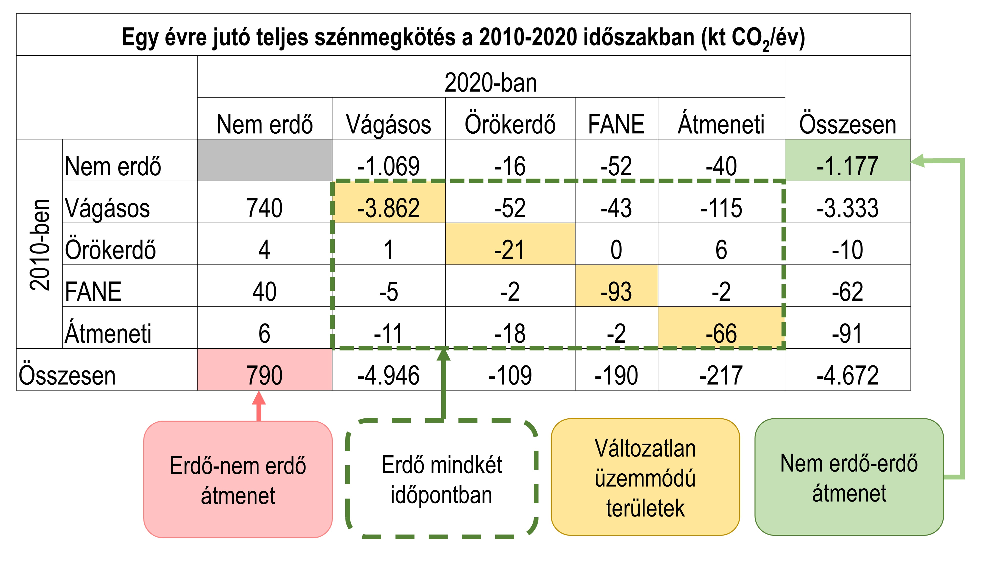 Egy évre jutó teljes szénmegkötés a 2010-2020 időszakban (kt CO₂/év)
2020-ban
Nem erdő Vágásos Örökerdő FANE Átmeneti Összesen
2010-ben
Nem erdő -1.069 -16 -52 -40 -1.177
Vágásos 740 -3.862 -52 -43 -115 -3.333
Örökerdő 4 1 -21 0 6 -10
FANE 40 -5 -2 -93 -2 -62
Átmeneti 6 -11 -18 -2 -66 -91
Összesen 790 -4.946 -109 -190 -217 -4.672
Erdő-nem erdő
átmenet
Erdő mindkét
időpontban
Változatlan
üzemmódú
területek
Nem erdő-erdő
átmenet